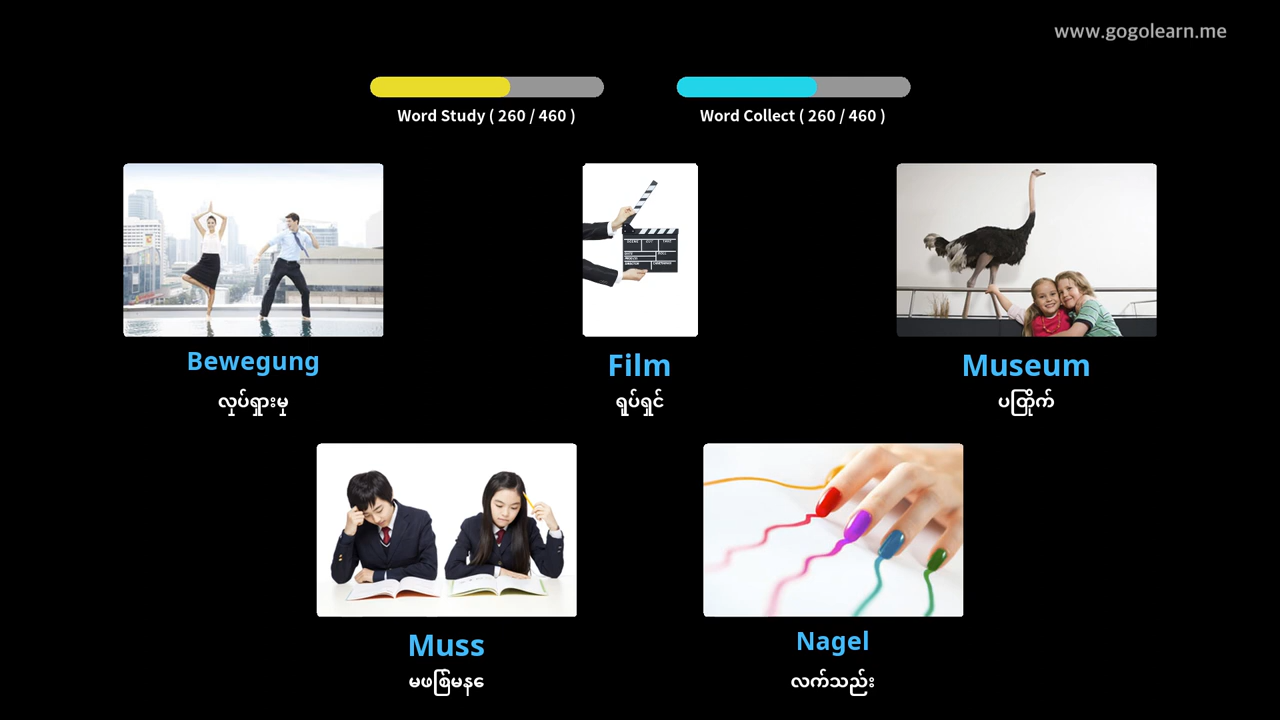 www.gogolearn.me
Word Study ( 260 / 460 )
Word Collect ( 260 / 460 )
Bewegung
လှုပ်ရှားမှု
Film
ရုပ်ရှင်
Museum
ပြတိုက်
Muss
မဖြစ်မနေ
Nagel
လက်သည်း